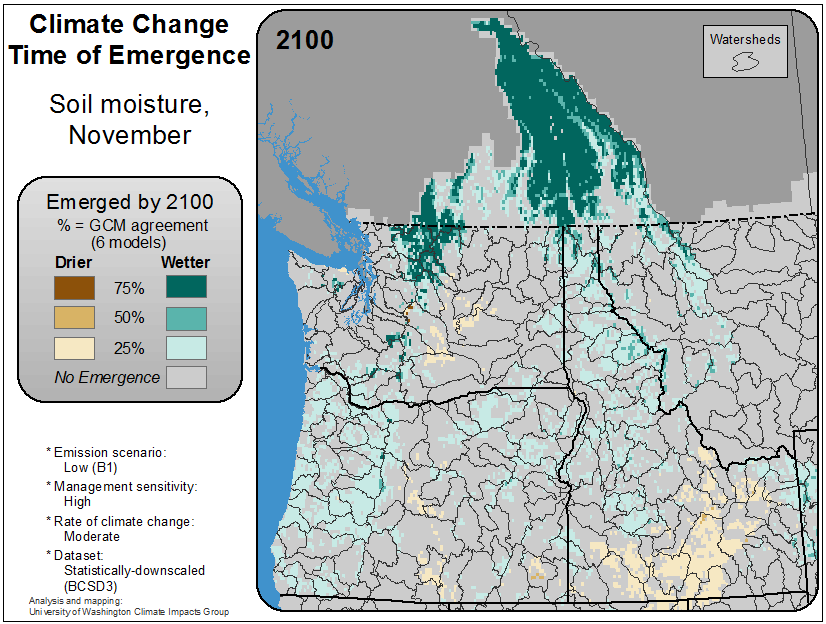 Climate Change
Time of Emergence
Soil moisture,
November
Emerged by 2100
% = GCM agreement
(6 models)
Drier Wetter
75%
50%
25%
No Emergence
* Emission scenario:
Low (B1)
* Management sensitivity:
High
* Rate of climate change:
Moderate
* Dataset:
Statistically-downscaled
(BCSD3)
Analysis and mapping:
University of Washington Climate Impacts Group
2100
Watersheds